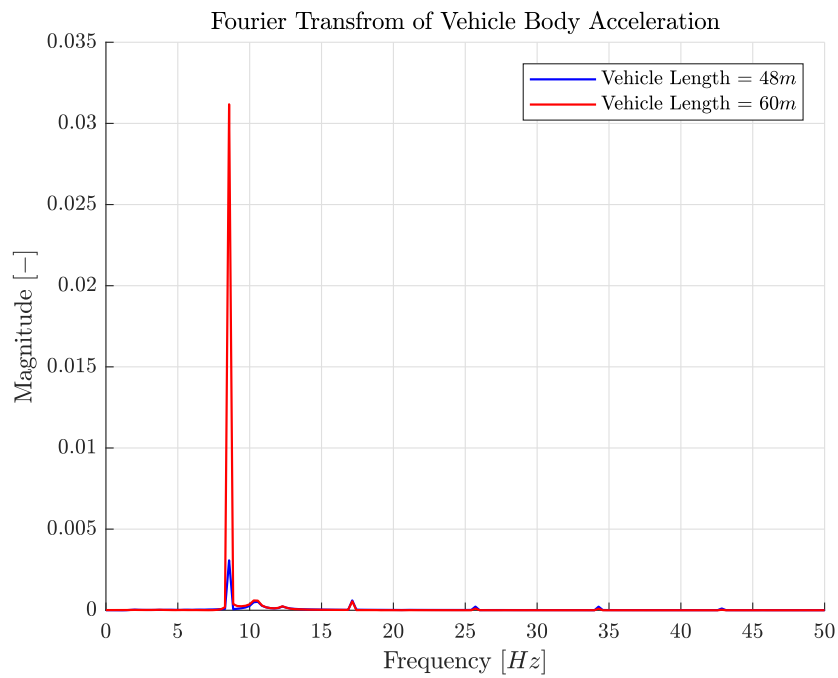 Fourier Transfrom of Vehicle Body Acceleration
Vehicle Length = 48m
Vehicle Length = 60m
Magnitude [−]
0.035
0.03
0.025
0.02
0.015
0.01
0.005
0
0 5 10 15 20 25 30 35 40 45 50
Frequency [Hz]